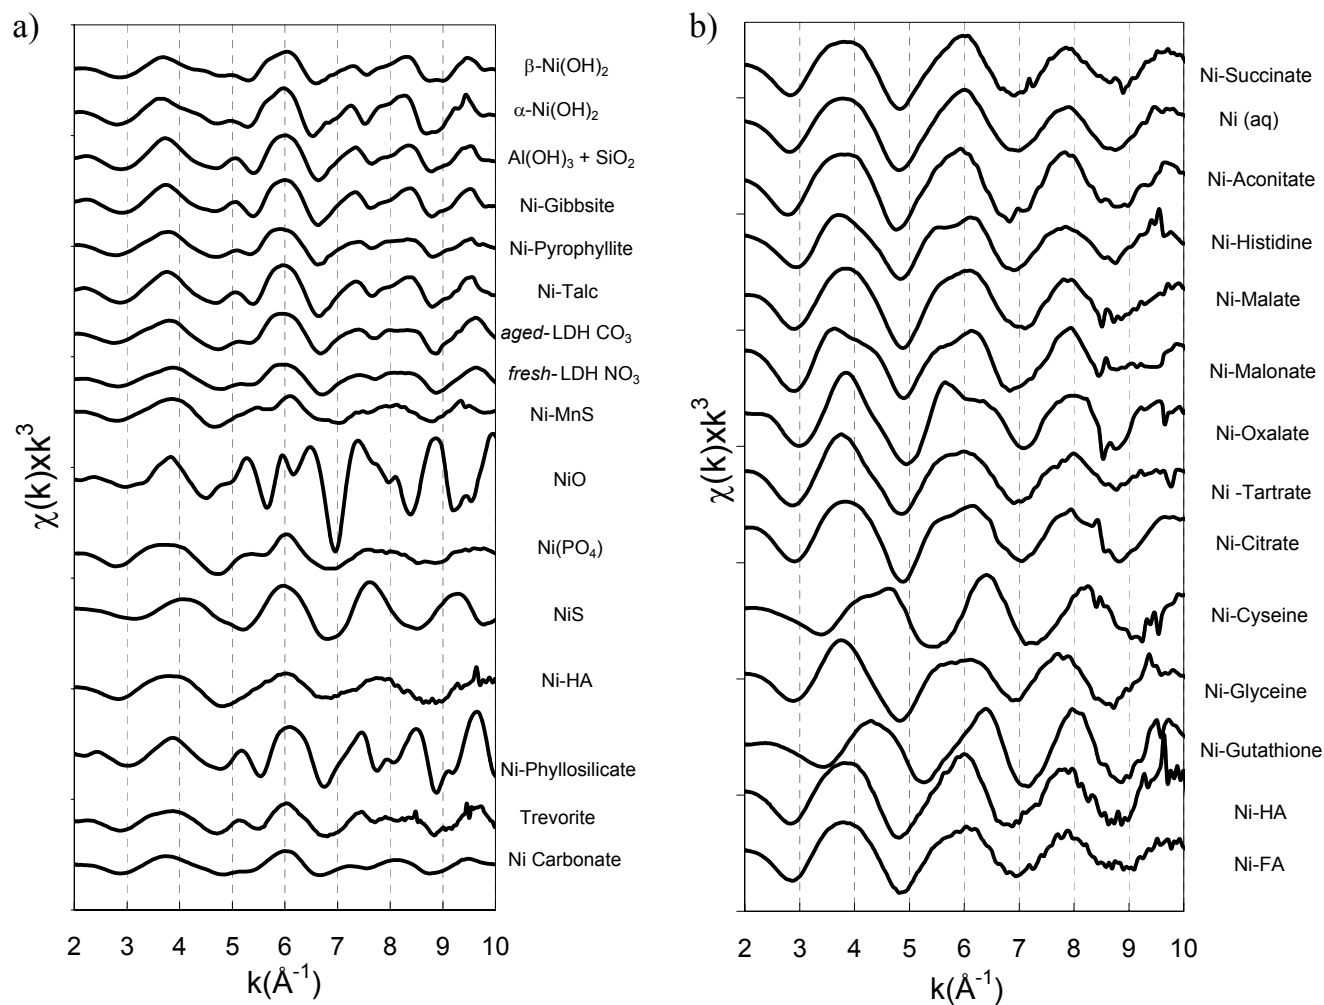 a)
β-Ni(OH)2
α-Ni(OH)2
Al(OH)3 + SiO2
Ni-Gibbsite
Ni-Pyrophyllite
Ni-Talc
aged-LDH CO3
fresh-LDH NO3
Ni-MnS
NiO
Ni(PO4)
NiS
Ni-HA
Ni-Phyllosilicate
Trevorite
Ni Carbonate
χ(k)xk3
2 3 4 5 6 7 8 9 10
k(Å-1)
b)
Ni-Succinate
Ni (aq)
Ni-Aconitate
Ni-Histidine
Ni-Malate
Ni-Malonate
Ni-Oxalate
Ni -Tartrate
Ni-Citrate
Ni-Cyseine
Ni-Glyceine
Ni-Gutathione
Ni-HA
Ni-FA
χ(k)xk3
2 3 4 5 6 7 8 9 10
k(Å-1)